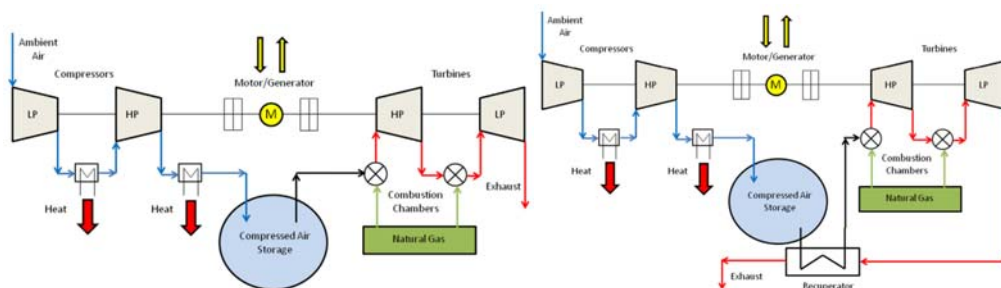 Ambient
Air
Compressors
Motor/Generator
Turbines
LP
HP
M
HP
LP
Heat
Heat
Compressed Air
Storage
Combustion
Chambers
Natural Gas
Exhaust
Ambient
Air
Compressors
Motor/Generator
Turbines
LP
HP
M
HP
LP
Heat
Heat
Compressed Air
Storage
Combustion
Chambers
Natural Gas
Exhaust
Recuperator